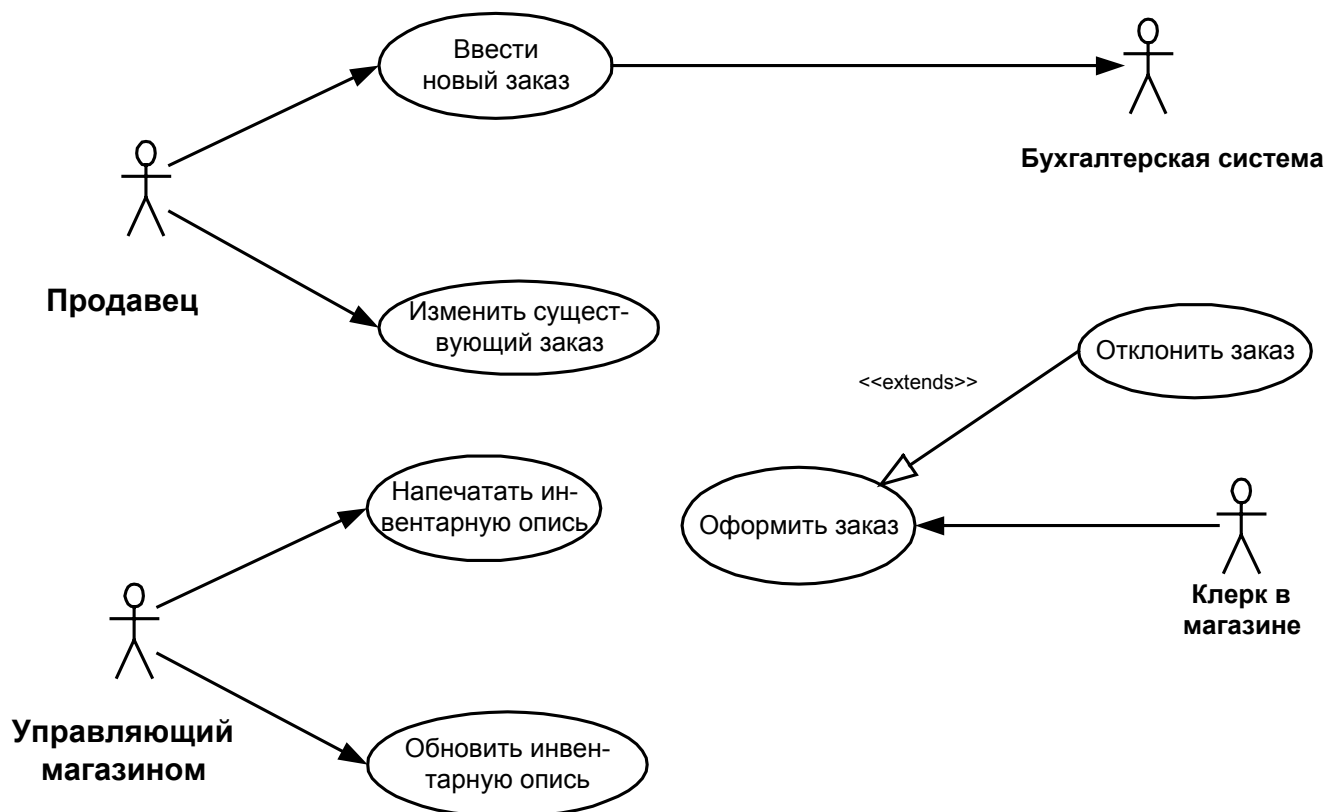 Ввести
новый заказ
Бухгалтерская система
Продавец
Изменить сущест-
вующий заказ
Отклонить заказ
<<extends>>
Напечатать ин-
вентарную опись
Оформить заказ
Клерк в
магазине
Управляющий
магазином
Обновить инвен-
тарную опись